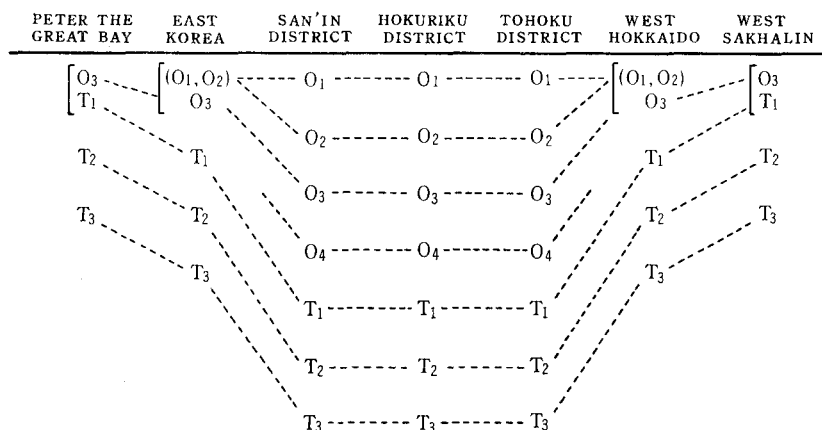 PETER THE GREAT BAY EAST KOREA SAN'IN DISTRICT HOKURIKU DISTRICT TOHOKU DISTRICT WEST HOKKAIDO WEST SAKHALIN
O3 (O1, O2) O1 O1 O1 (O1, O2) O3
T1 O3 O3 T1
O2 O2 O2
T2 T1 T1 T2
O3 O3 O3
T3 T2 T2 T3
O4 O4 O4
T3 T3
T1 T1 T1
T2 T2 T2
T3 T3 T3